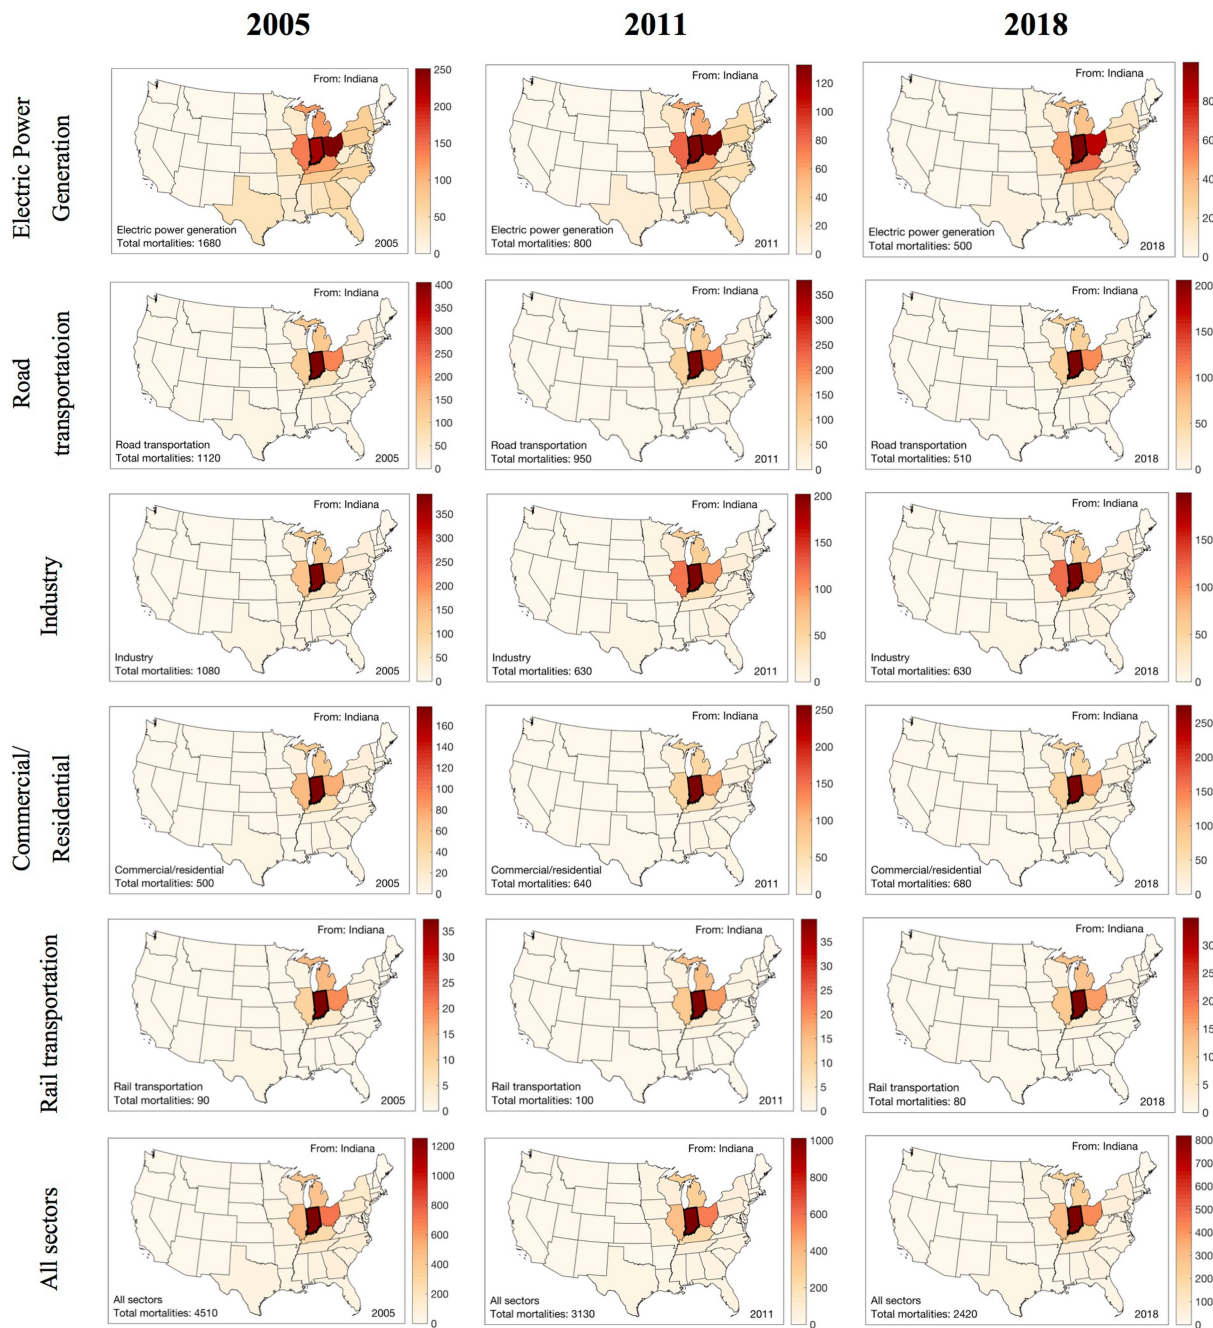 2005 2011 2018
Electric Power
Generation
From: Indiana
Electric power generation
Total mortalities: 1680
2005
250
200
150
100
50
0
From: Indiana
Electric power generation
Total mortalities: 800
2011
120
100
80
60
40
20
0
From: Indiana
Electric power generation
Total mortalities: 500
2018
80
60
40
20
0
Road
transportatoion
From: Indiana
Road transportation
Total mortalities: 1120
2005
400
350
300
250
200
150
100
50
0
From: Indiana
Road transportation
Total mortalities: 950
2011
350
300
250
200
150
100
50
0
From: Indiana
Road transportation
Total mortalities: 510
2018
200
150
100
50
0
Industry
From: Indiana
Industry
Total mortalities: 1080
2005
350
300
250
200
150
100
50
0
From: Indiana
Industry
Total mortalities: 630
2011
200
150
100
50
0
From: Indiana
Industry
Total mortalities: 630
2018
150
100
50
0
Commercial/
Residential
From: Indiana
Commercial/residential
Total mortalities: 500
2005
160
140
120
100
80
60
40
20
0
From: Indiana
Commercial/residential
Total mortalities: 640
2011
250
200
150
100
50
0
From: Indiana
Commercial/residential
Total mortalities: 680
2018
250
200
150
100
50
0
Rail transportation
From: Indiana
Rail transportation
Total mortalities: 90
2005
35
30
25
20
15
10
5
0
From: Indiana
Rail transportation
Total mortalities: 100
2011
35
30
25
20
15
10
5
0
From: Indiana
Rail transportation
Total mortalities: 80
2018
30
25
20
15
10
5
0
All sectors
From: Indiana
All sectors
Total mortalities: 4510
2005
1200
1000
800
600
400
200
0
From: Indiana
All sectors
Total mortalities: 3130
2011
1000
800
600
400
200
0
From: Indiana
All sectors
Total mortalities: 2420
2018
800
700
600
500
400
300
200
100
0